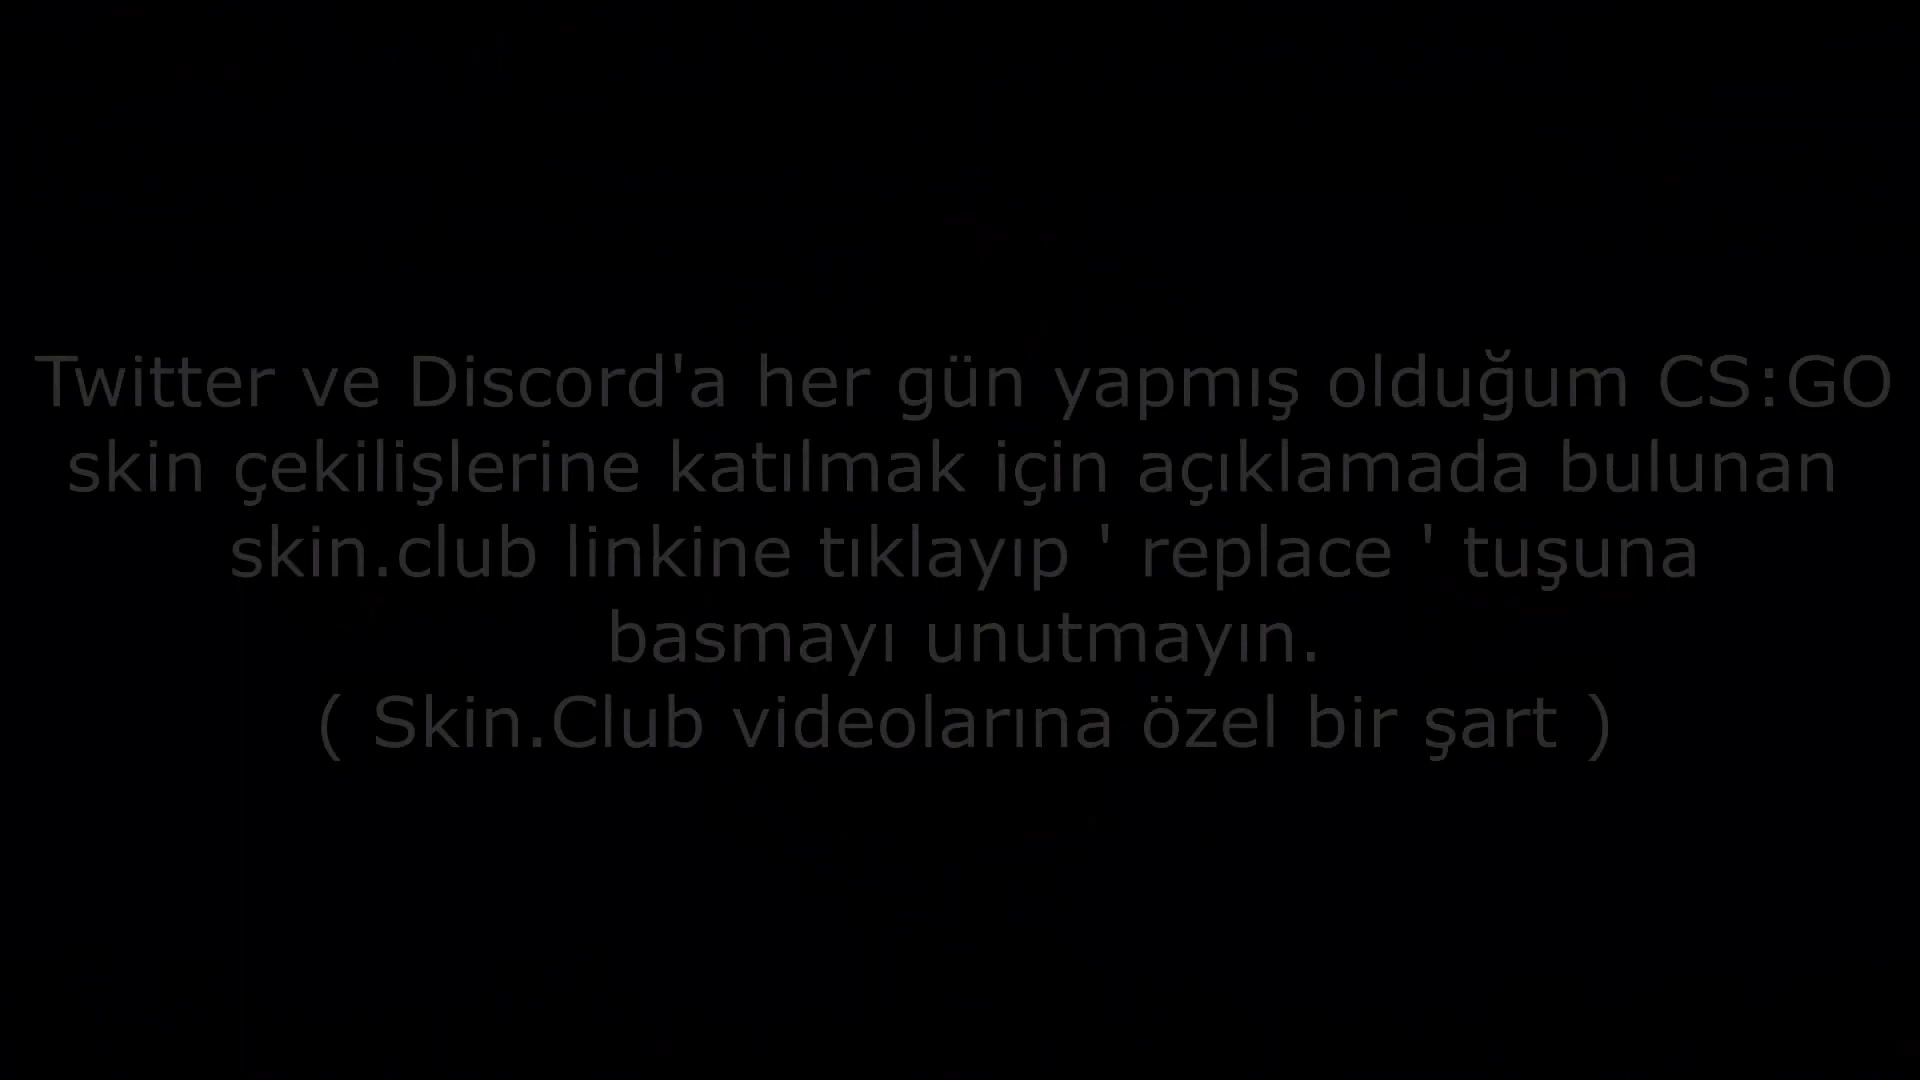 Twitter ve Discord'a her gün yapmış olduğum CS:GO
skin çekilişlerine katılmak için açıklamada bulunan
skin.club linkine tıklayıp ' replace ' tuşuna
basmayı unutmayın.
( Skin.Club videolarına özel bir şart )